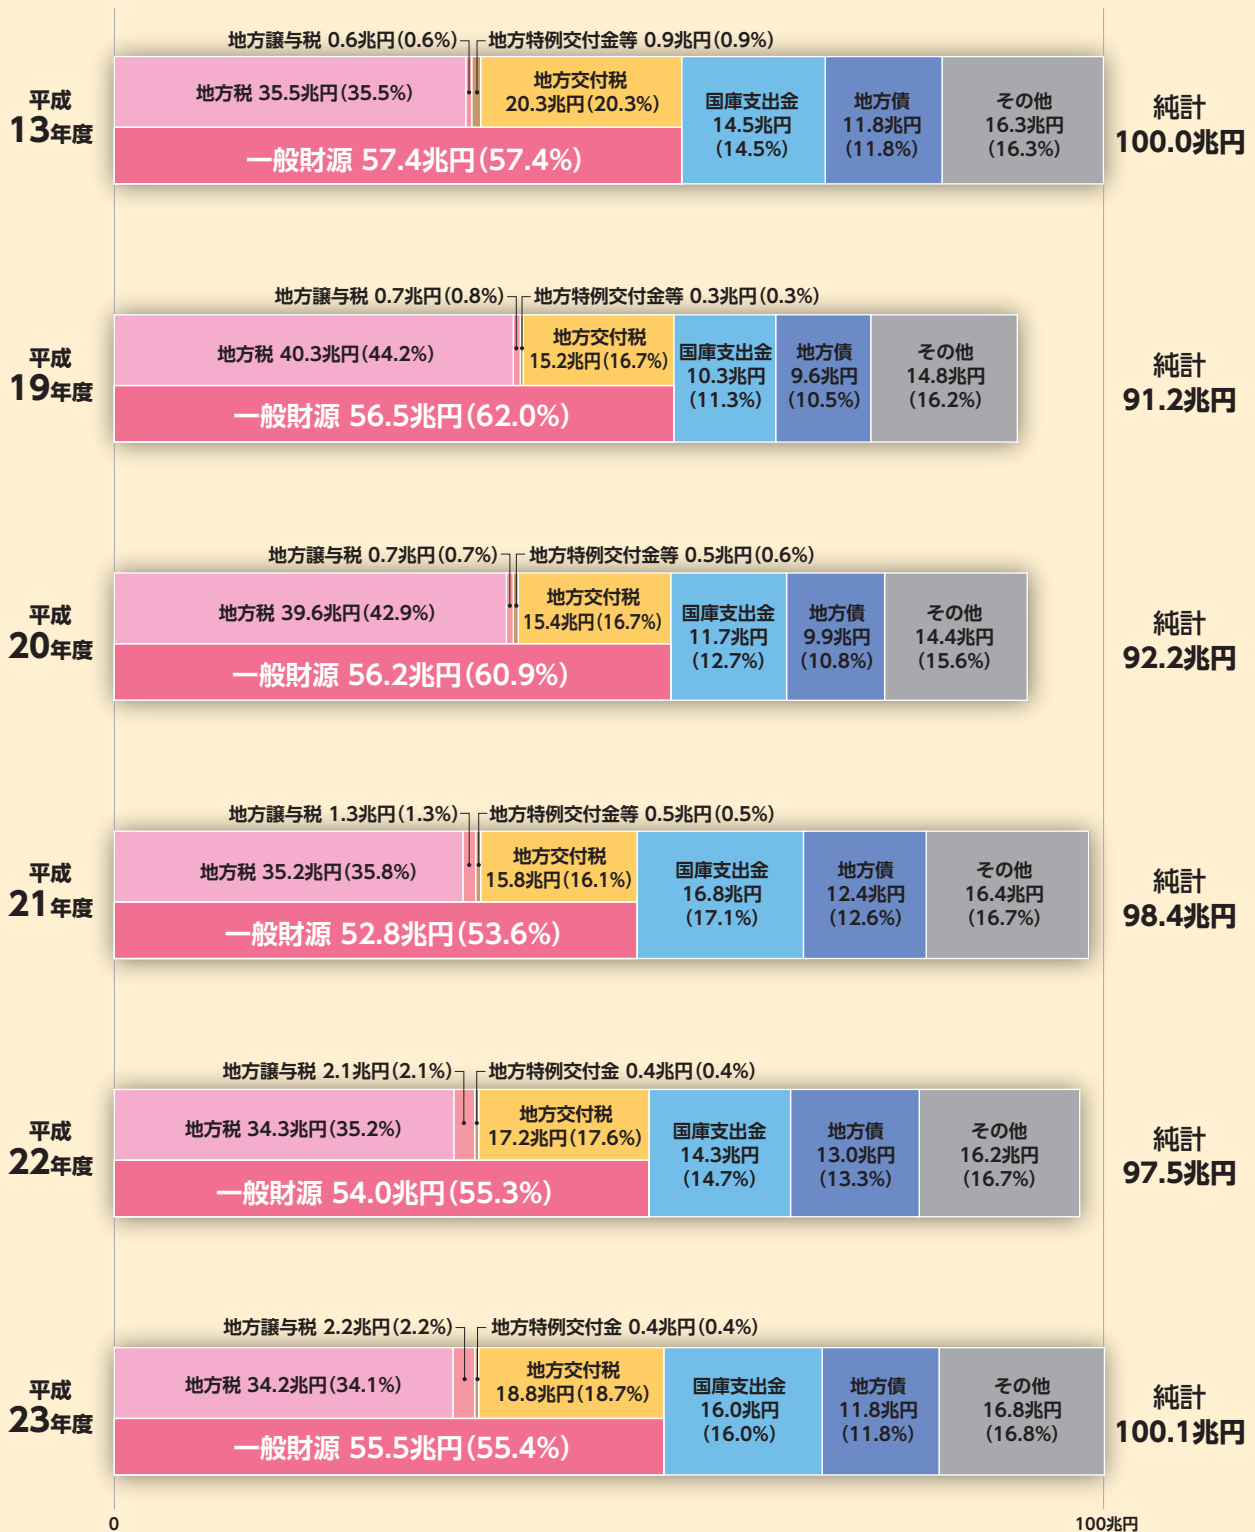 地方譲与税 0.6兆円(0.6%)
地方特例交付金等 0.9兆円(0.9%)
平成
13年度
地方税 35.5兆円(35.5%)
地方交付税
20.3兆円(20.3%)
国庫支出金
14.5兆円
(14.5%)
地方債
11.8兆円
(11.8%)
その他
16.3兆円
(16.3%)
一般財源 57.4兆円(57.4%)
純計
100.0兆円
地方譲与税 0.7兆円(0.8%)
地方特例交付金等 0.3兆円(0.3%)
平成
19年度
地方税 40.3兆円(44.2%)
地方交付税
15.2兆円(16.7%)
国庫支出金
10.3兆円
(11.3%)
地方債
9.6兆円
(10.5%)
その他
14.8兆円
(16.2%)
一般財源 56.5兆円(62.0%)
純計
91.2兆円
地方譲与税 0.7兆円(0.7%)
地方特例交付金等 0.5兆円(0.6%)
平成
20年度
地方税 39.6兆円(42.9%)
地方交付税
15.4兆円(16.7%)
国庫支出金
11.7兆円
(12.7%)
地方債
9.9兆円
(10.8%)
その他
14.4兆円
(15.6%)
一般財源 56.2兆円(60.9%)
純計
92.2兆円
地方譲与税 1.3兆円(1.3%)
地方特例交付金等 0.5兆円(0.5%)
平成
21年度
地方税 35.2兆円(35.8%)
地方交付税
15.8兆円(16.1%)
国庫支出金
16.8兆円
(17.1%)
地方債
12.4兆円
(12.6%)
その他
16.4兆円
(16.7%)
一般財源 52.8兆円(53.6%)
純計
98.4兆円
地方譲与税 2.1兆円(2.1%)
地方特例交付金 0.4兆円(0.4%)
平成
22年度
地方税 34.3兆円(35.2%)
地方交付税
17.2兆円(17.6%)
国庫支出金
14.3兆円
(14.7%)
地方債
13.0兆円
(13.3%)
その他
16.2兆円
(16.7%)
一般財源 54.0兆円(55.3%)
純計
97.5兆円
地方譲与税 2.2兆円(2.2%)
地方特例交付金 0.4兆円(0.4%)
平成
23年度
地方税 34.2兆円(34.1%)
地方交付税
18.8兆円(18.7%)
国庫支出金
16.0兆円
(16.0%)
地方債
11.8兆円
(11.8%)
その他
16.8兆円
(16.8%)
一般財源 55.5兆円(55.4%)
純計
100.1兆円
0
100兆円